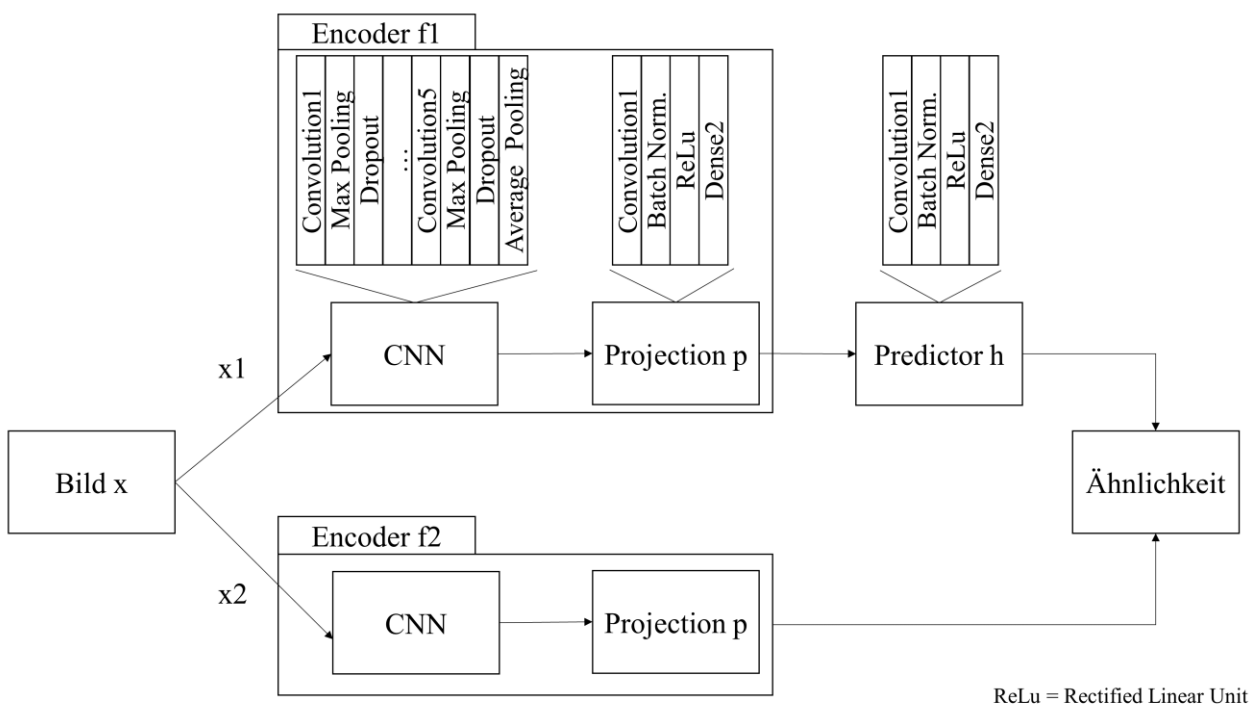 Encoder f1
Convolution1
Max Pooling
Dropout
...
Convolution5
Max Pooling
Dropout
Average Pooling
Convolution1
Batch Norm.
ReLu
Dense2
Convolution1
Batch Norm.
ReLu
Dense2
CNN
Projection p
Predictor h
x1
Bild x
Ähnlichkeit
Encoder f2
x2
CNN
Projection p
ReLu = Rectified Linear Unit